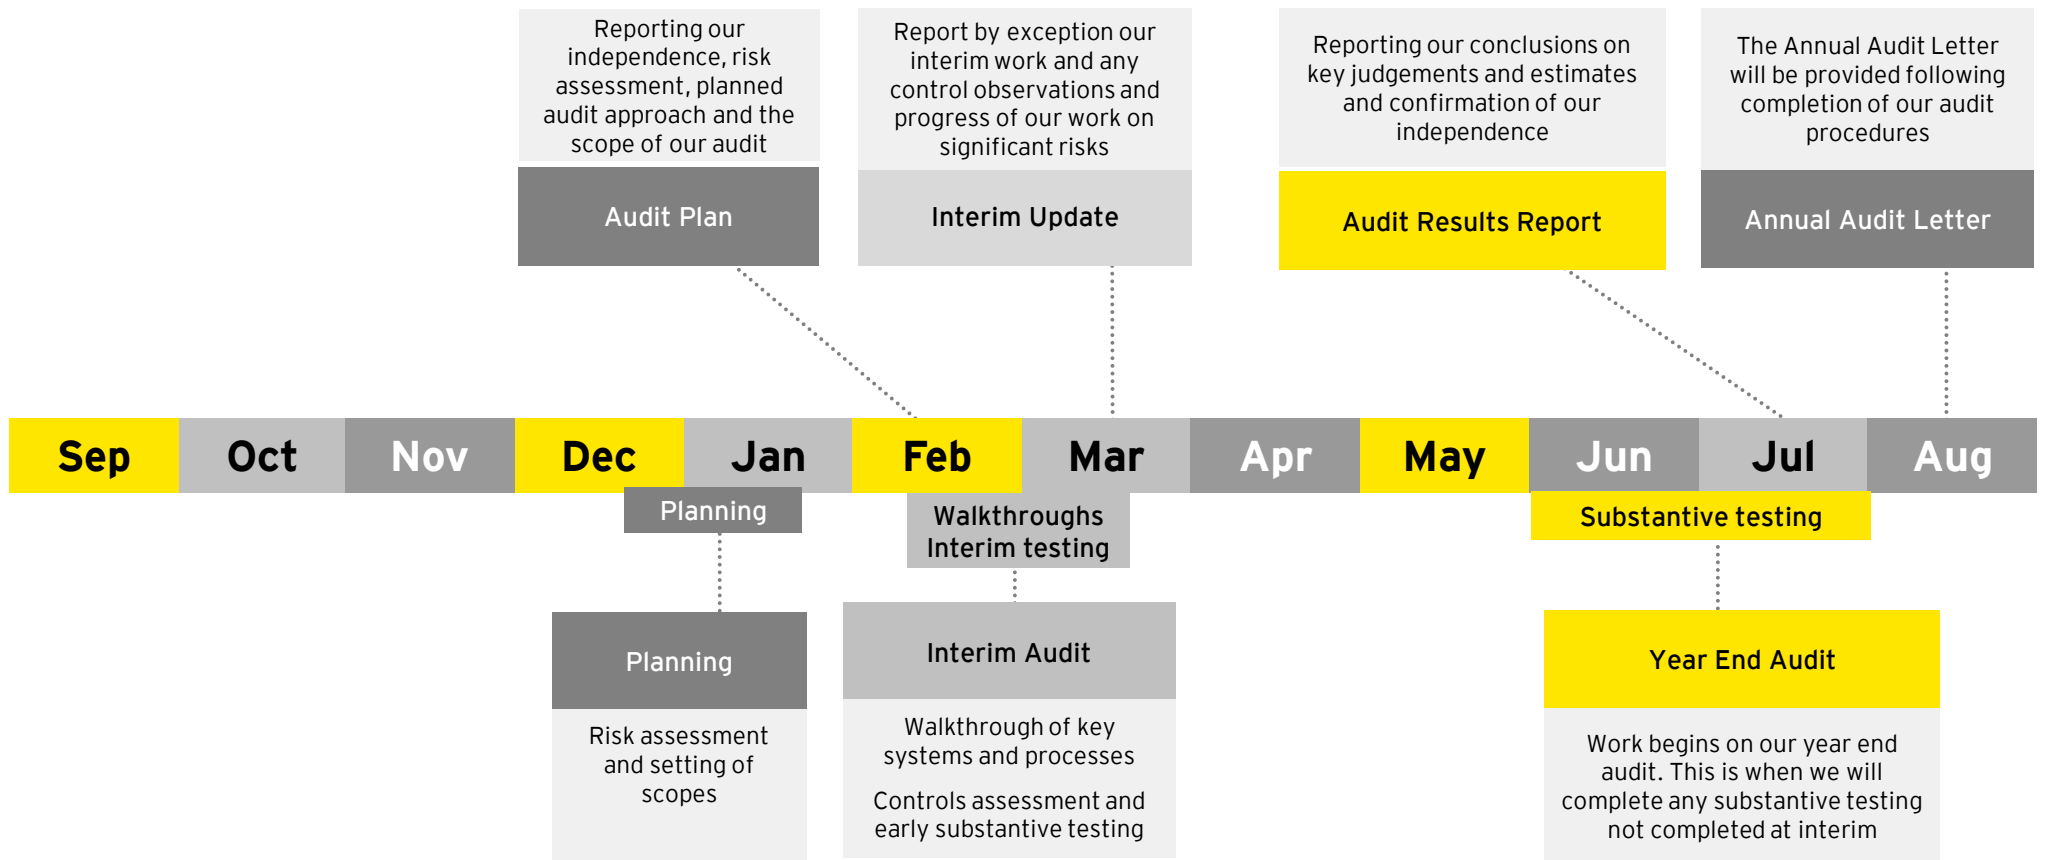 Reporting our
independence, risk
assessment, planned
audit approach and the
scope of our audit
Audit Plan
Report by exception our
interim work and any
control observations and
progress of our work on
significant risks
Interim Update
Reporting our conclusions on
key judgements and estimates
and confirmation of our
independence
Audit Results Report
The Annual Audit Letter
will be provided following
completion of our audit
procedures
Annual Audit Letter
Sep Oct Nov Dec Jan Feb Mar Apr May Jun Jul Aug
Planning
Walkthroughs
Interim testing
Substantive testing
Planning
Risk assessment
and setting of
scopes
Interim Audit
Walkthrough of key
systems and processes
Controls assessment and
early substantive testing
Year End Audit
Work begins on our year end
audit. This is when we will
complete any substantive testing
not completed at interim